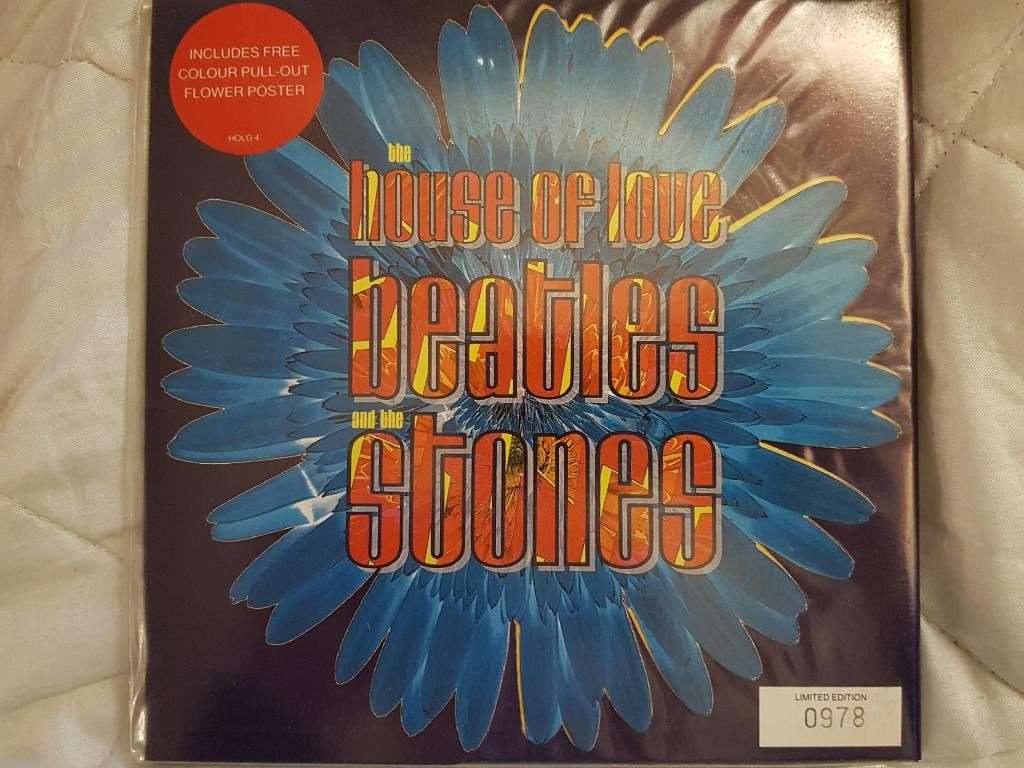 INCLUDES FREE
COLOUR PULL-OUT
FLOWER POSTER
HOLG 4
the
house of love
beatles
and the
stones
LIMITED EDITION
0978